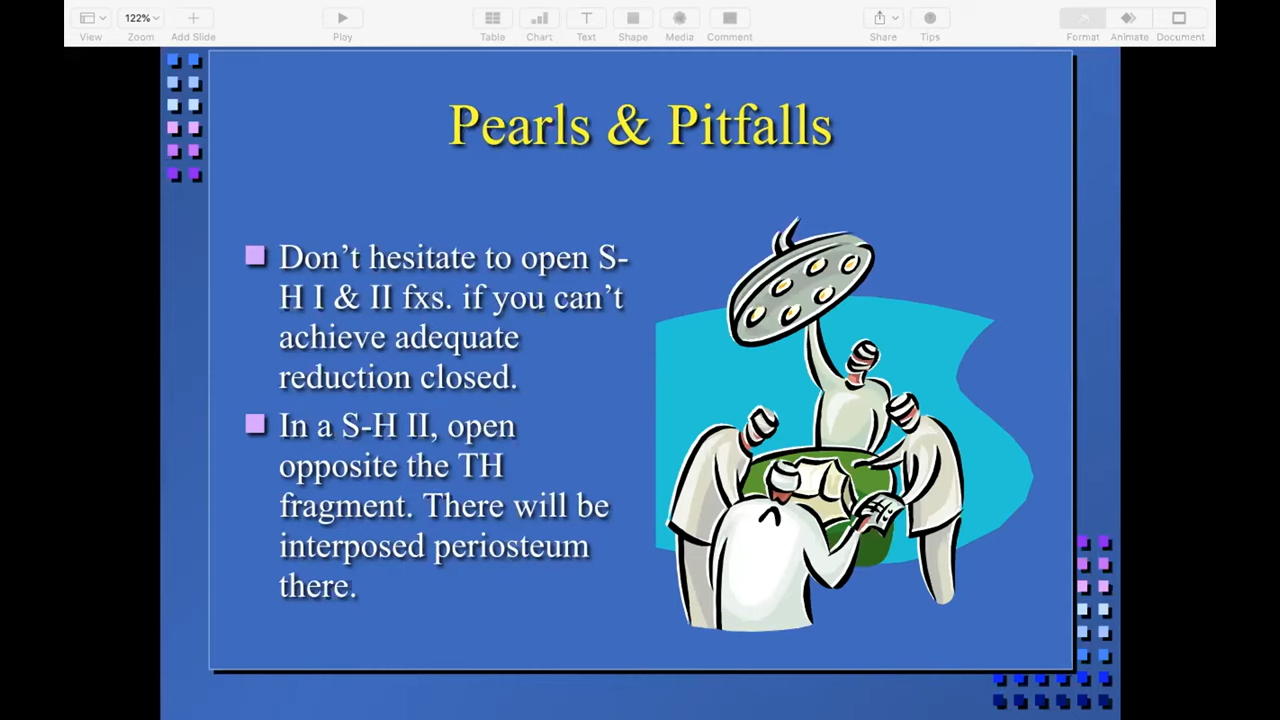 View
122%
Zoom
Add Slide
Play
Table
Chart
Text
Shape
Media
Comment
Share
Tips
Format
Animate
Document
Pearls & Pitfalls
Don’t hesitate to open S-
H I & II fxs. if you can’t
achieve adequate
reduction closed.
In a S-H II, open
opposite the TH
fragment. There will be
interposed periosteum
there.